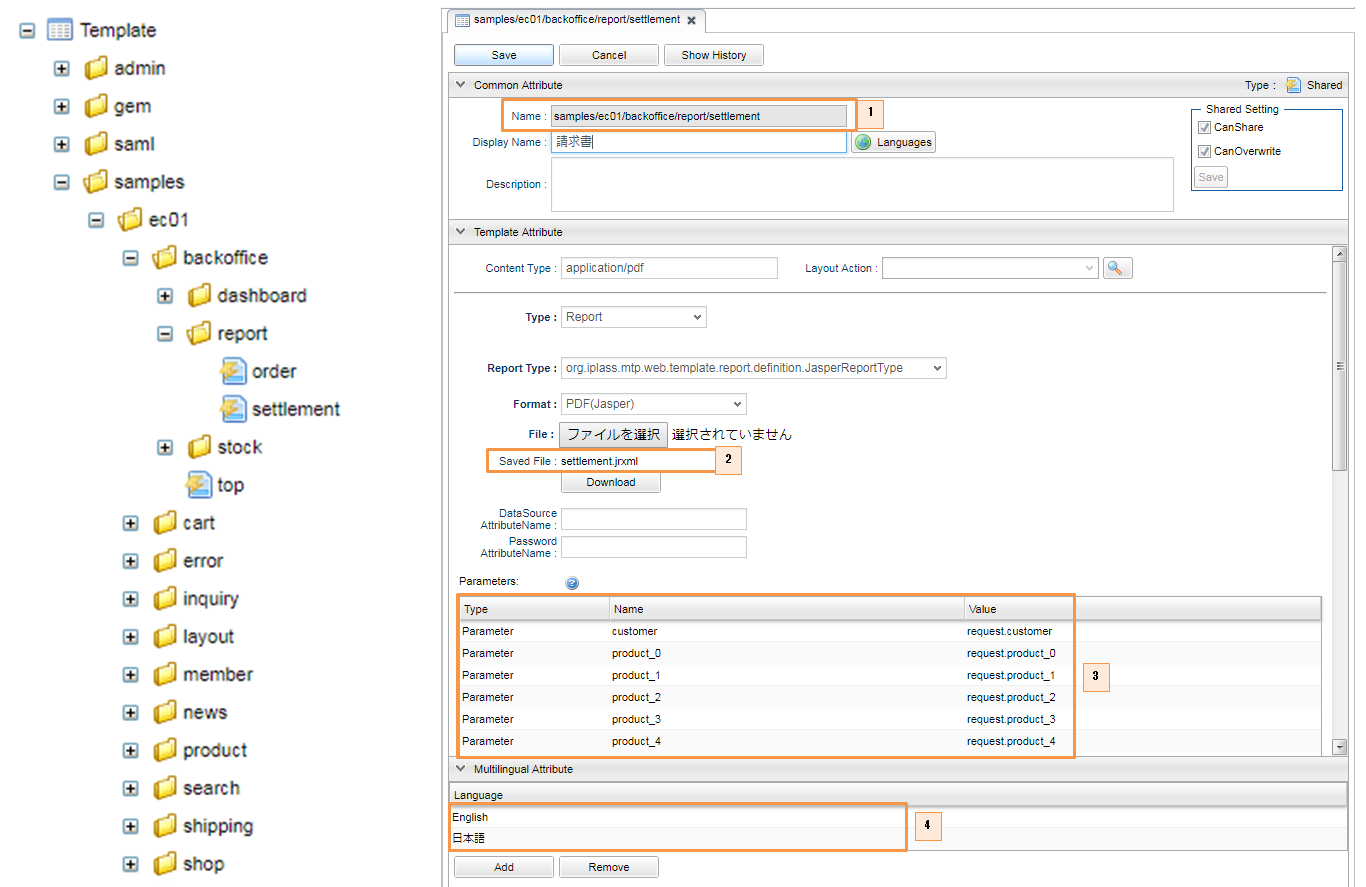 Template
admin
gem
saml
samples
ec01
backoffice
dashboard
report
order
settlement
stock
top
cart
error
inquiry
layout
member
news
product
search
shipping
shop
samples/ec01/backoffice/report/settlement
Save Cancel Show History
Common Attribute Type : Shared
Name : samples/ec01/backoffice/report/settlement 1
Shared Setting
CanShare
Display Name : 請求書 Languages
CanOverwrite
Save
Description :
Template Attribute
Content Type : application/pdf Layout Action :
Type : Report
Report Type : org.iplass.mtp.web.template.report.definition.JasperReportType
Format : PDF(Jasper)
File : ファイルを選択 選択されていません
Saved File : settlement.jrxml 2
Download
DataSource
AttributeName :
Password
AttributeName :
Parameters: ?
Type Name Value
Parameter customer request.customer
Parameter product_0 request.product_0
Parameter product_1 request.product_1
3
Parameter product_2 request.product_2
Parameter product_3 request.product_3
Parameter product_4 request.product_4
Multilingual Attribute
Language
English
4
日本語
Add Remove